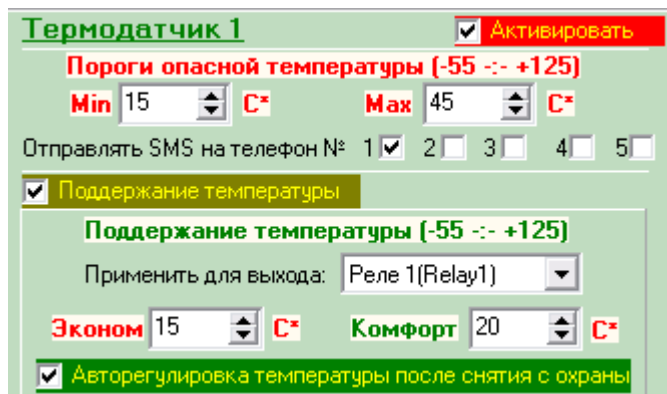 Термодатчик 1 Активировать
Пороги опасной температуры (-55 -:- +125)
Min 15 C* Max 45 C*
Отправлять SMS на телефон № 1 2 3 4 5
Поддержание температуры
Поддержание температуры (-55 -:- +125)
Применить для выхода: Реле 1(Relay1)
Эконом 15 C* Комфорт 20 C*
Авторегулировка температуры после снятия с охраны